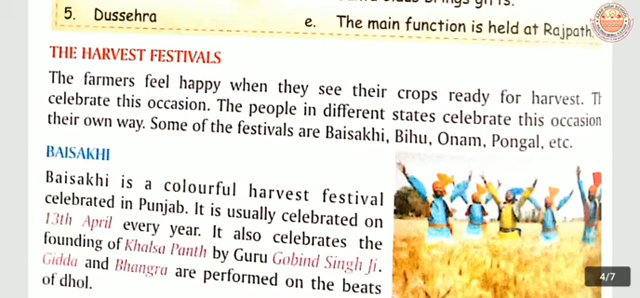 5. Dussehra
e. The main function is held at Rajpath.
THE HARVEST FESTIVALS
The farmers feel happy when they see their crops ready for harvest.
celebrate this occasion. The people in different states celebrate this occasion
their own way. Some of the festivals are Baisakhi, Bihu, Onam, Pongal, etc.
BAISAKHI
Baisakhi is a colourful harvest festival
celebrated in Punjab. It is usually celebrated on
13th April every year. It also celebrates the
founding of Khalsa Panth by Guru Gobind Singh Ji.
Gidda and Bhangra are performed on the beats
of dhol.
4/7